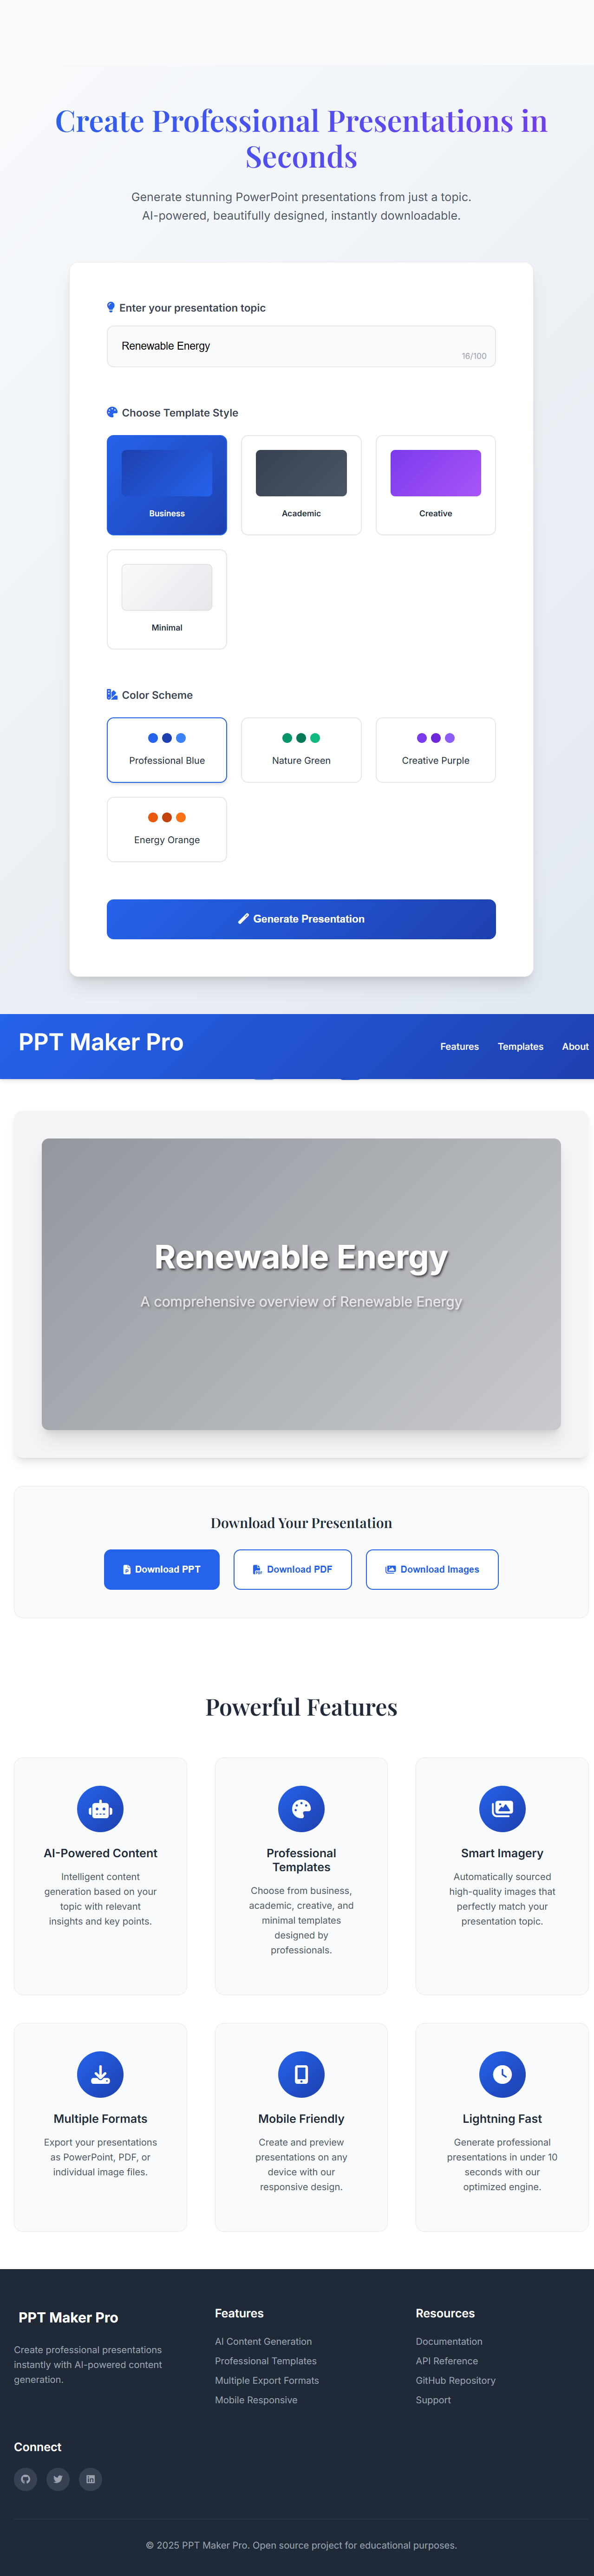 Create Professional Presentations in
Seconds
Generate stunning PowerPoint presentations from just a topic.
AI-powered, beautifully designed, instantly downloadable.
Enter your presentation topic
Renewable Energy
16/100
Choose Template Style
Business
Academic
Creative
Minimal
Color Scheme
Professional Blue
Nature Green
Creative Purple
Energy Orange
Generate Presentation
PPT Maker Pro
Features
Templates
About
Renewable Energy
A comprehensive overview of Renewable Energy
Download Your Presentation
Download PPT
Download PDF
Download Images
Powerful Features
AI-Powered Content
Intelligent content
generation based on your
topic with relevant
insights and key points.
Professional
Templates
Choose from business,
academic, creative, and
minimal templates
designed by
professionals.
Smart Imagery
Automatically sourced
high-quality images that
perfectly match your
presentation topic.
Multiple Formats
Export your presentations
as PowerPoint, PDF, or
individual image files.
Mobile Friendly
Create and preview
presentations on any
device with our
responsive design.
Lightning Fast
Generate professional
presentations in under 10
seconds with our
optimized engine.
PPT Maker Pro
Create professional presentations
instantly with AI-powered content
generation.
Features
AI Content Generation
Professional Templates
Multiple Export Formats
Mobile Responsive
Resources
Documentation
API Reference
GitHub Repository
Support
Connect
© 2025 PPT Maker Pro. Open source project for educational purposes.